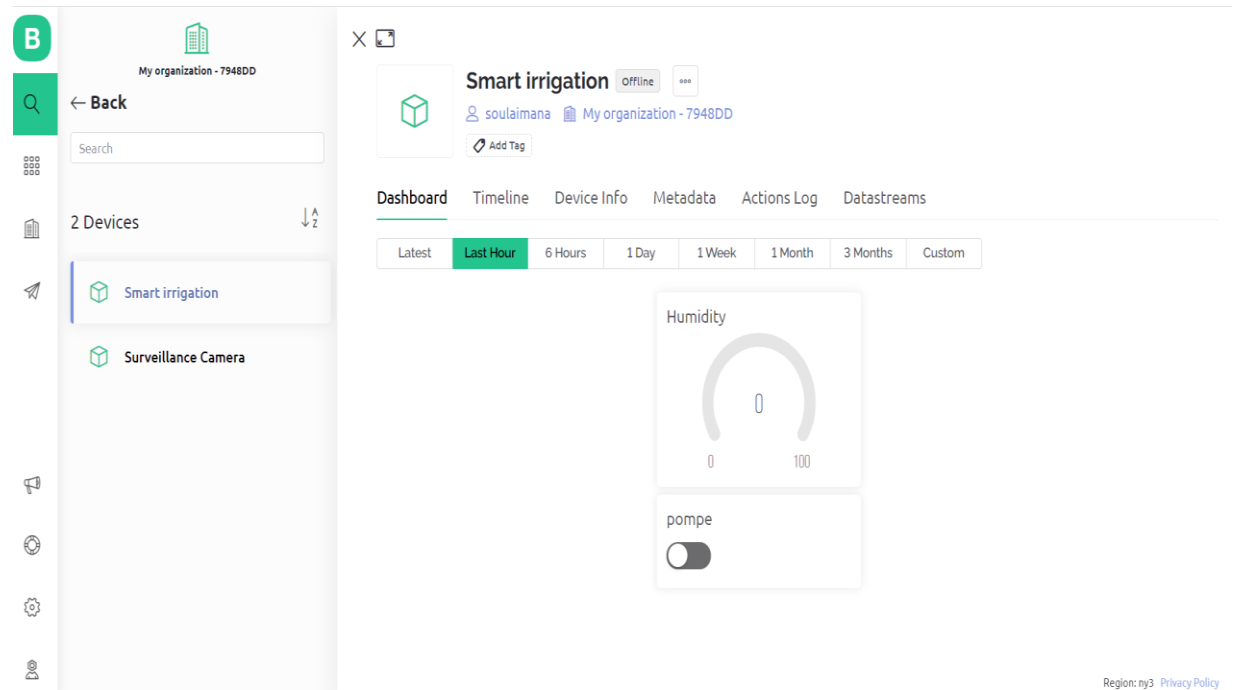 B
My organization - 7948DD
← Back
Search
2 Devices
A
Z
Smart irrigation
Surveillance Camera
Smart irrigation Offline
soulaimana My organization - 7948DD
Add Tag
Dashboard Timeline Device Info Metadata Actions Log Datastreams
Latest Last Hour 6 Hours 1 Day 1 Week 1 Month 3 Months Custom
Humidity
0
0 100
pompe
Region: ny3 Privacy Policy